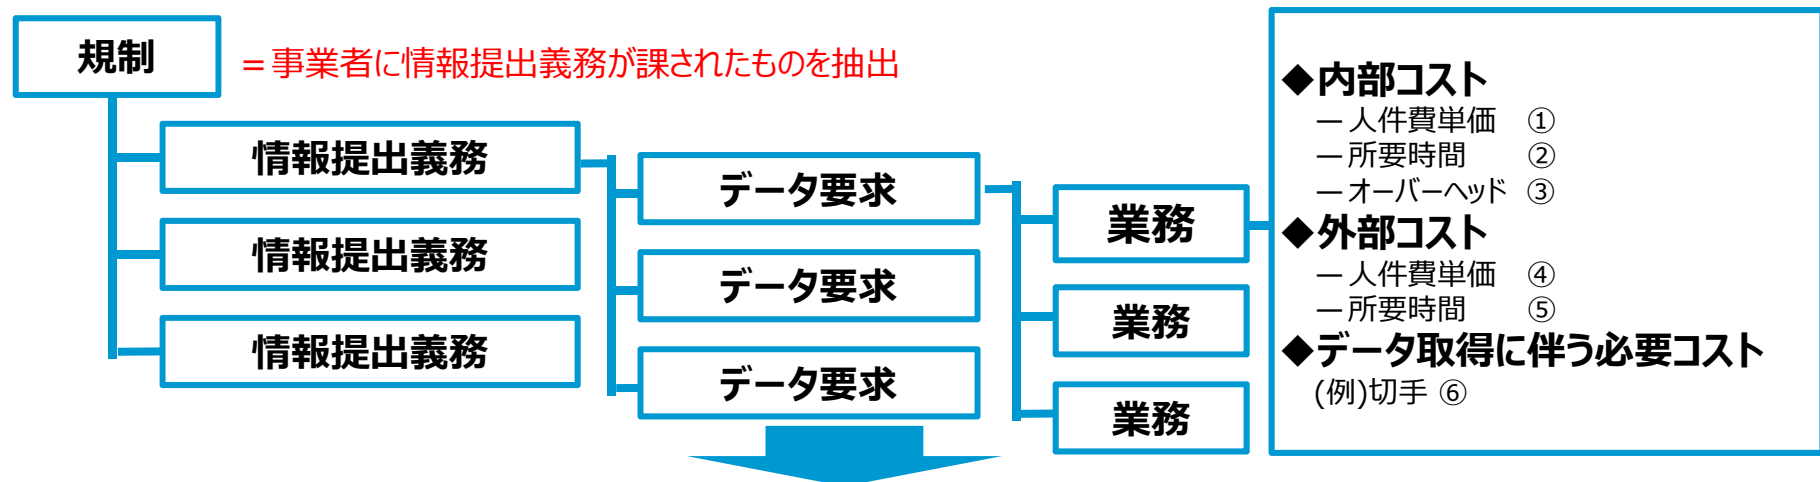 規制
=事業者に情報提出義務が課されたものを抽出
情報提出義務
情報提出義務
情報提出義務
データ要求
データ要求
データ要求
業務
業務
業務
◆内部コスト
―人件費単価 ①
―所要時間 ②
―オーバーヘッド ③
◆外部コスト
―人件費単価 ④
―所要時間 ⑤
◆データ取得に伴う必要コスト
(例)切手 ⑥